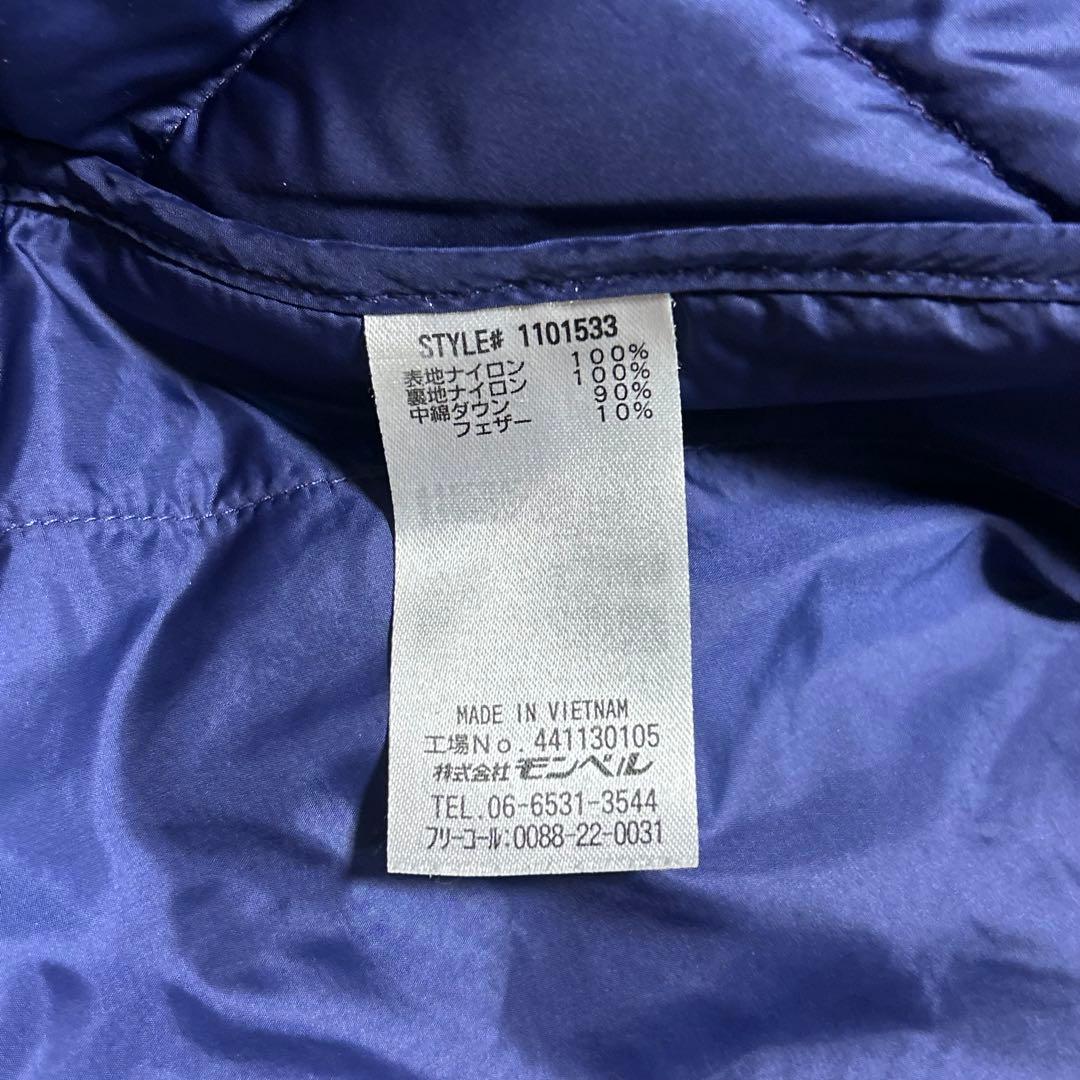 STYLE# 1101533
表地ナイロン 100%
裏地ナイロン 100%
中綿ダウン 90%
フェザー 10%
MADE IN VIETNAM
工場No. 441130105
株式会社 モンベル
TEL. 06-6531-3544
フリーコール:0088-22-0031